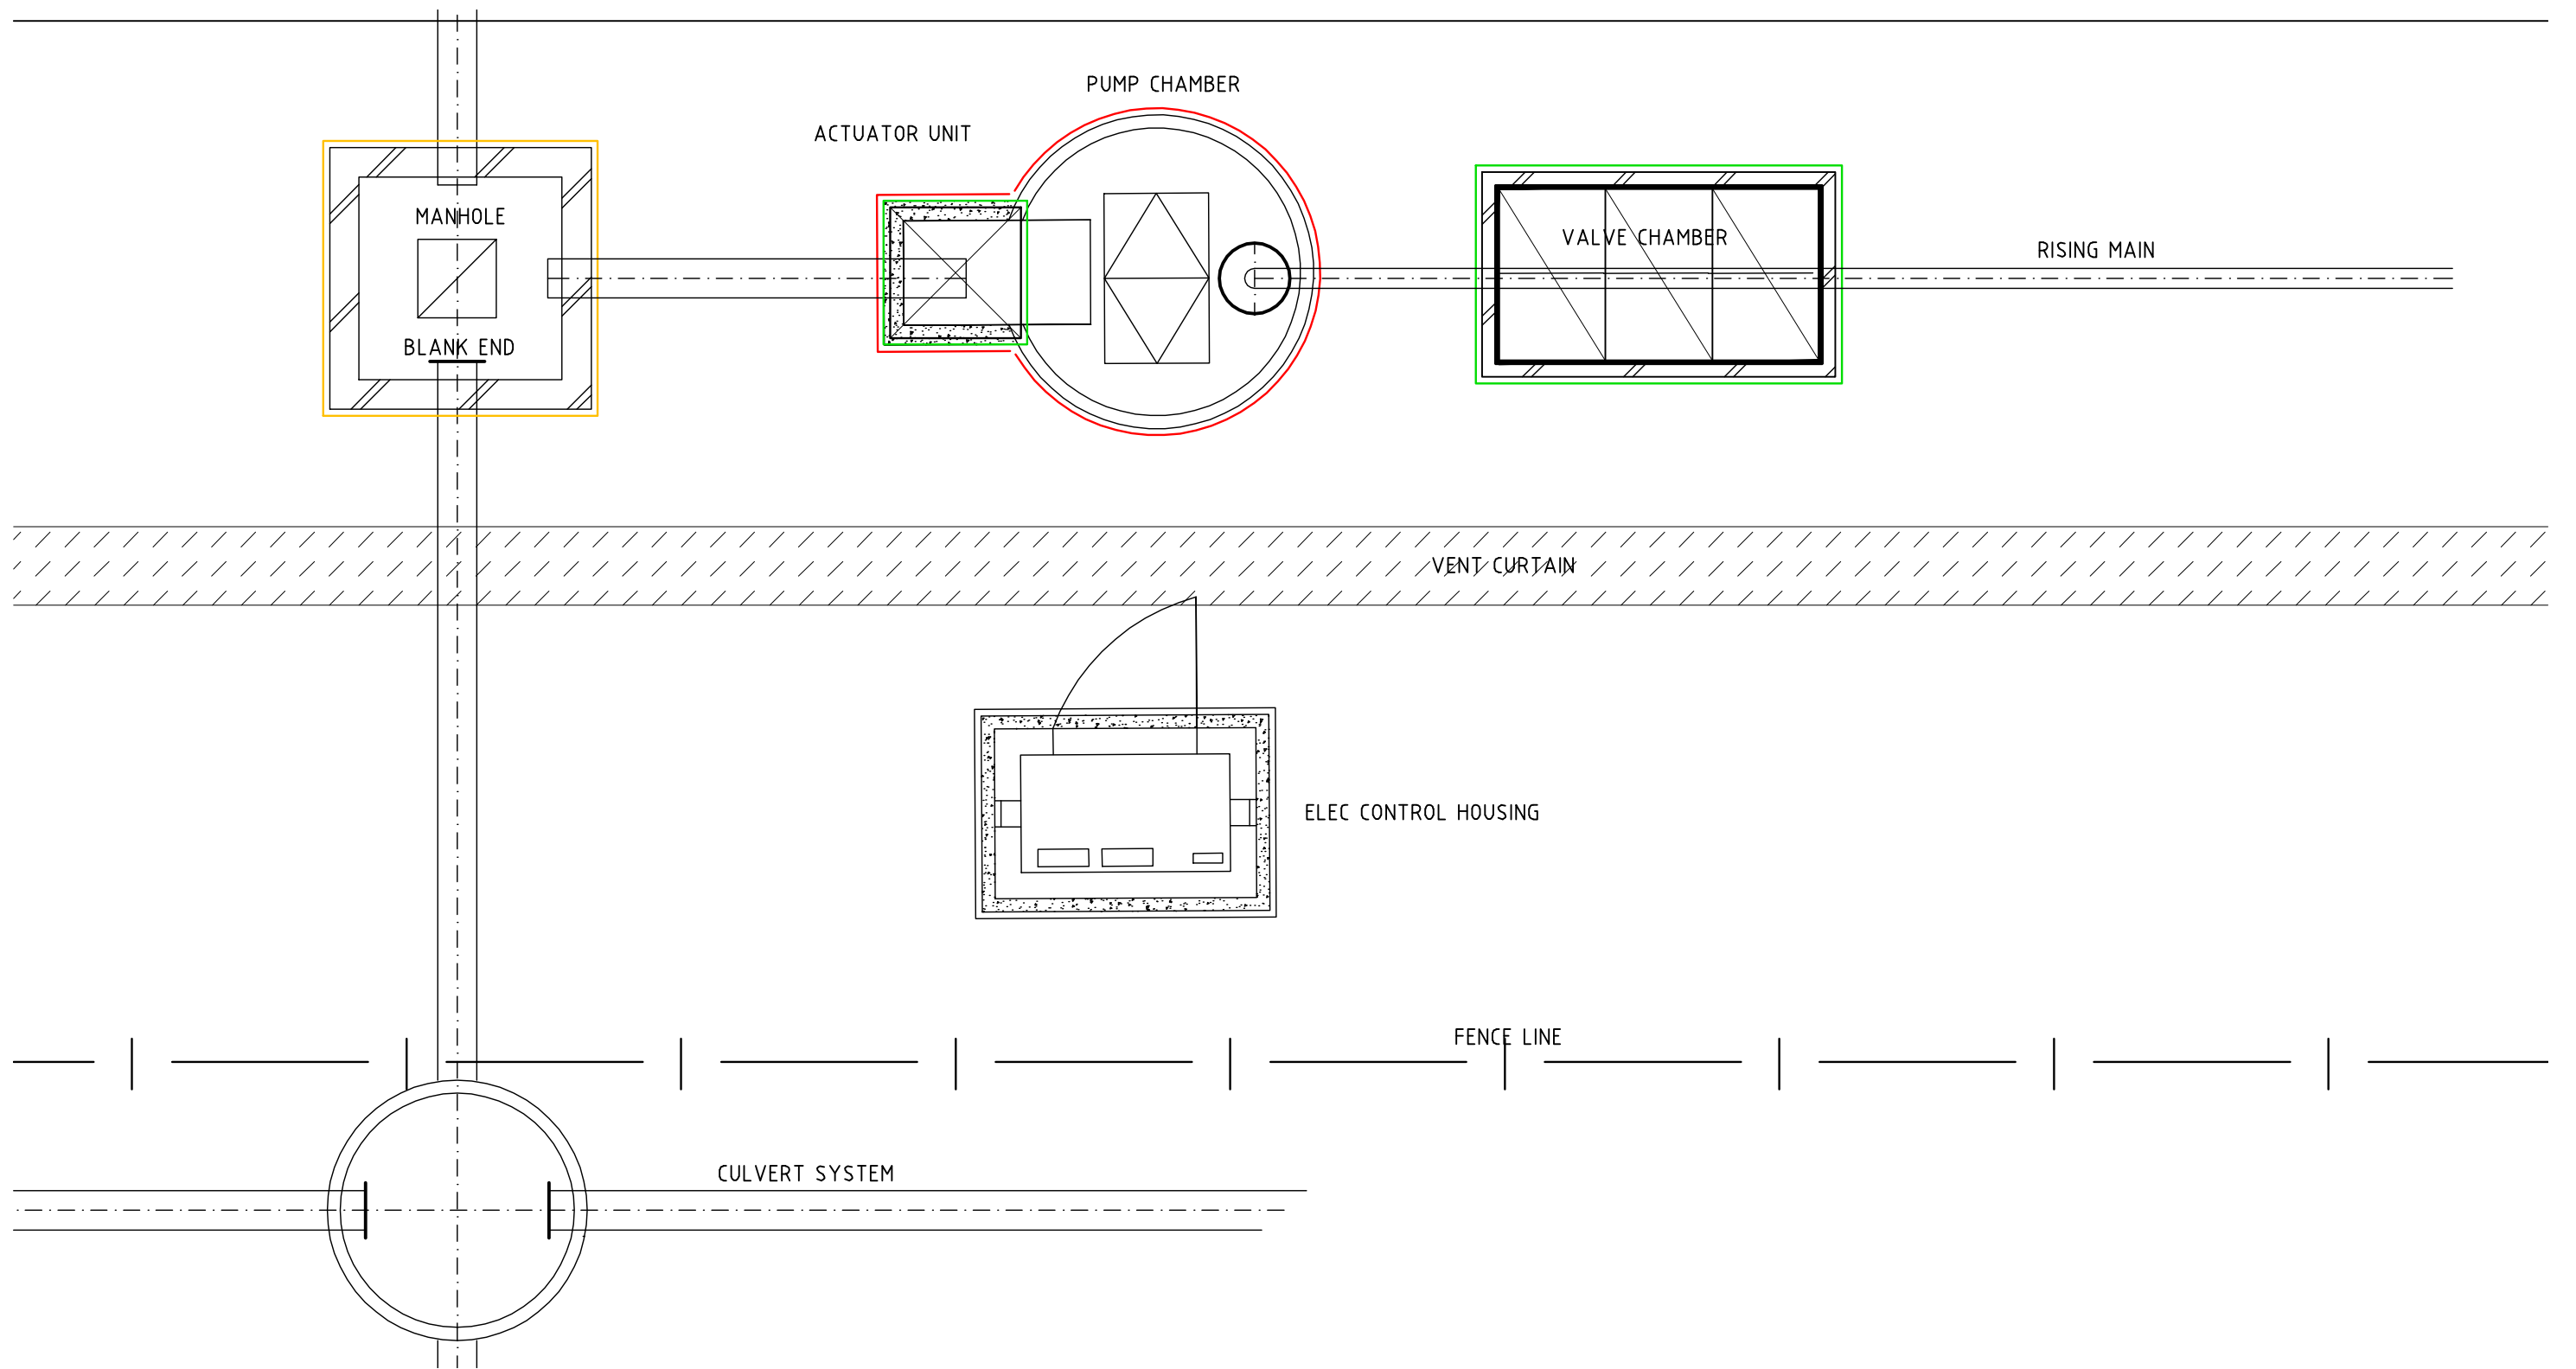 PUMP CHAMBER
ACTUATOR UNIT
MANHOLE
VALVE CHAMBER
RISING MAIN
BLANK END
VENT CURTAIN
ELEC CONTROL HOUSING
FENCE LINE
CULVERT SYSTEM